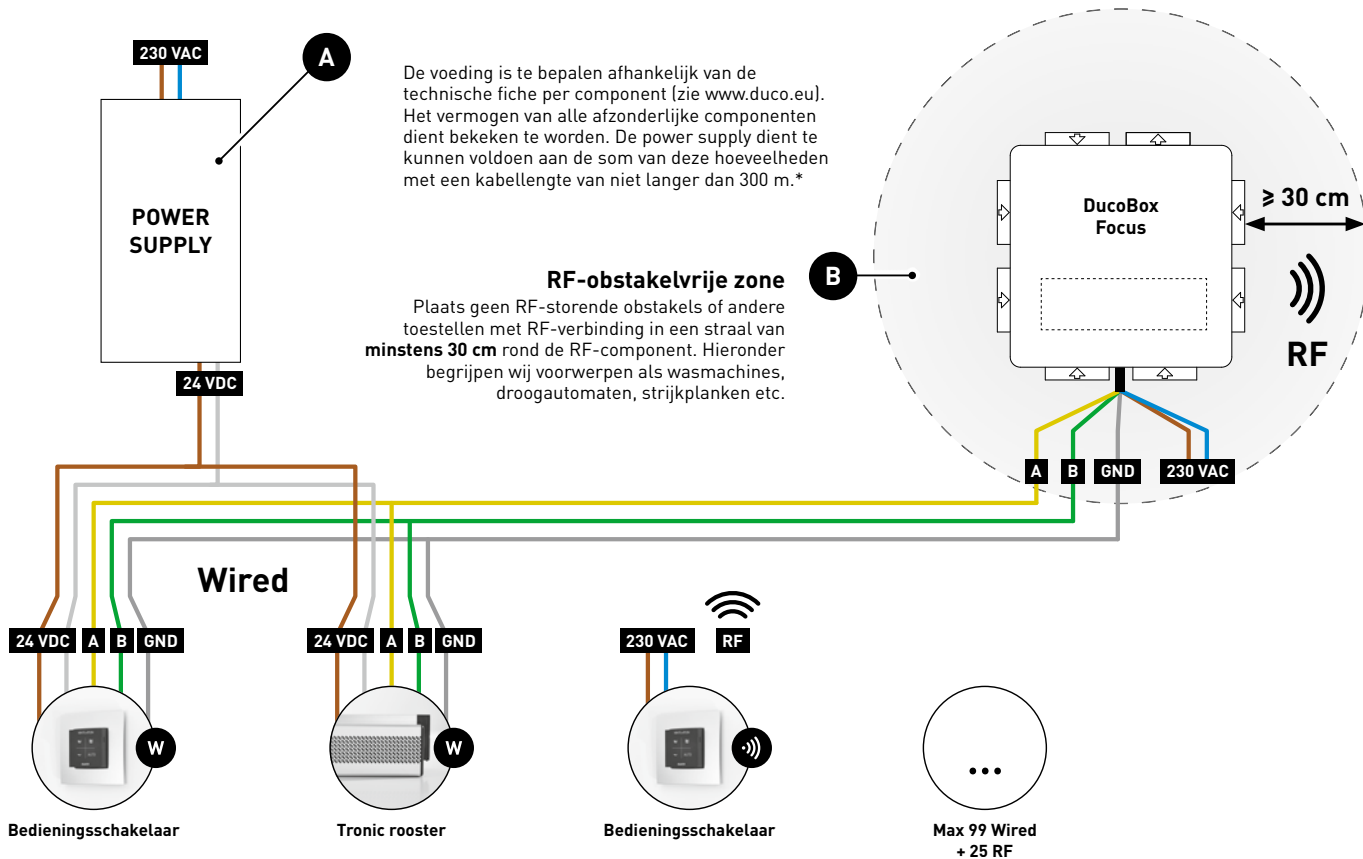 230 VAC
A
POWER
SUPPLY
24 VDC
De voeding is te bepalen afhankelijk van de
technische fiche per component (zie www.duco.eu).
Het vermogen van alle afzonderlijke componenten
dient bekeken te worden. De power supply dient te
kunnen voldoen aan de som van deze hoeveelheden
met een kabellengte van niet langer dan 300 m.*
RF-obstakelvrije zone
B
Plaats geen RF-storende obstakels of andere
toestellen met RF-verbinding in een straal van
minstens 30 cm rond de RF-component. Hieronder
begrijpen wij voorwerpen als wasmachines,
droogautomaten, strijkplanken etc.
DucoBox
Focus
≥ 30 cm
RF
A B GND 230 VAC
Wired
24 VDC A B GND
W
Bedieningsschakelaar
24 VDC A B GND
W
Tronic rooster
230 VAC RF
Bedieningsschakelaar
...
Max 99 Wired
+ 25 RF